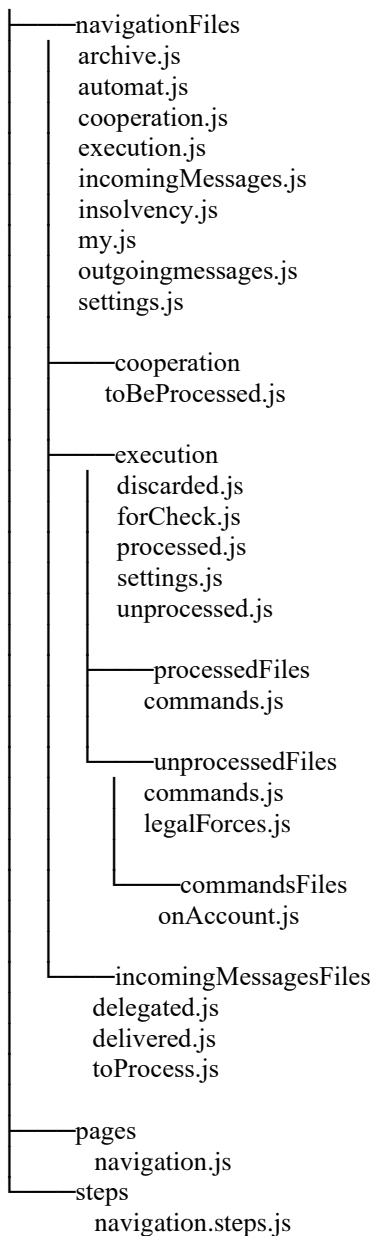 navigationFiles
archive.js
automat.js
cooperation.js
execution.js
incomingMessages.js
insolvency.js
my.js
outgoingmessages.js
settings.js
cooperation
toBeProcessed.js
execution
discarded.js
forCheck.js
processed.js
settings.js
unprocessed.js
processedFiles
commands.js
unprocessedFiles
commands.js
legalForces.js
commandsFiles
onAccount.js
incomingMessagesFiles
delegated.js
delivered.js
toProcess.js
pages
navigation.js
steps
navigation.steps.js